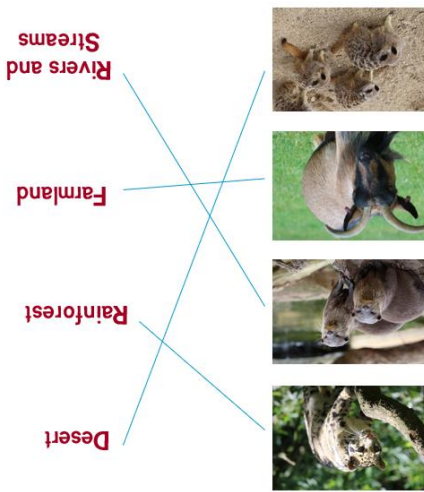 Desert
Rainforest
Farmland
Rivers and
Streams